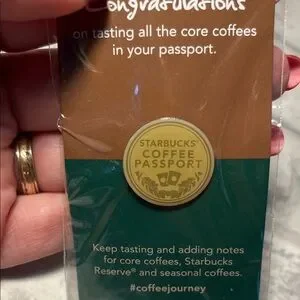 Congratulations
on tasting all the core coffees
in your passport.
STARBUCKS®
COFFEE
PASSPORT
Keep tasting and adding notes
for core coffees, Starbucks
Reserve® and seasonal coffees.
#coffeejourney